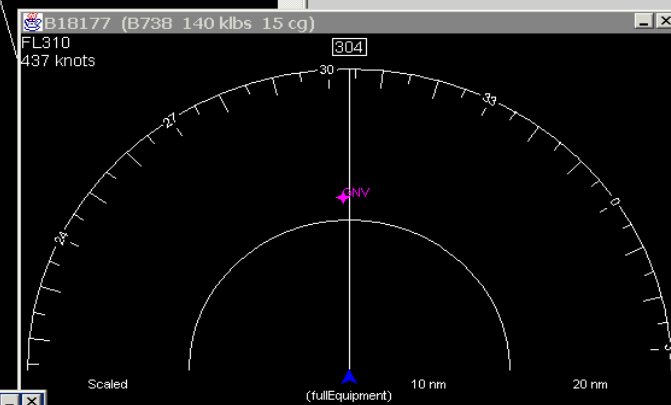 B18177 (B738 140 klbs 15 cg)
FL310
437 knots
304
30
33
27
0
24
GNV
Scaled
10 nm
20 nm
(fullEquipment)